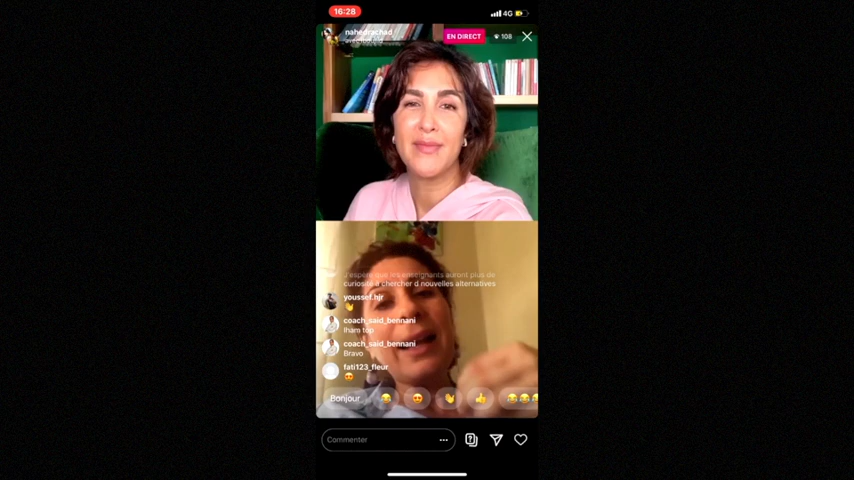 16:28
4G
nahedrachad
EN DIRECT
108
J'espère que les enseignants auront plus de
curiosité à chercher d nouvelles alternatives
youssef.hjr
coach_said_bennani
Iham top
coach_said_bennani
Bravo
fati123_fleur
Bonjour
Commenter